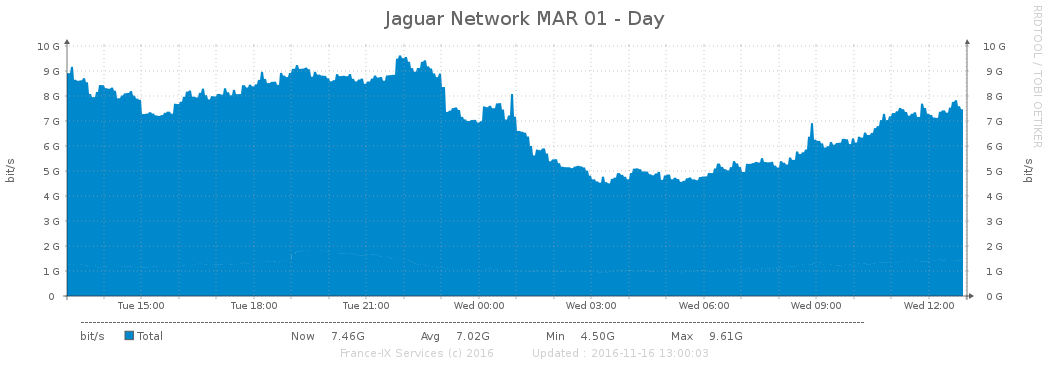 Jaguar Network MAR 01 - Day
RRDTOOL / TOBI OETIKER
bit/s
10 G
9 G
8 G
7 G
6 G
5 G
4 G
3 G
2 G
1 G
0
10 G
9 G
8 G
7 G
6 G
5 G
4 G
3 G
2 G
1 G
0 G
bit/s
Tue 15:00 Tue 18:00 Tue 21:00 Wed 00:00 Wed 03:00 Wed 06:00 Wed 09:00 Wed 12:00
bit/s Total Now 7.46G Avg 7.02G Min 4.50G Max 9.61G
France-IX Services (c) 2016 Updated : 2016-11-16 13:00:03